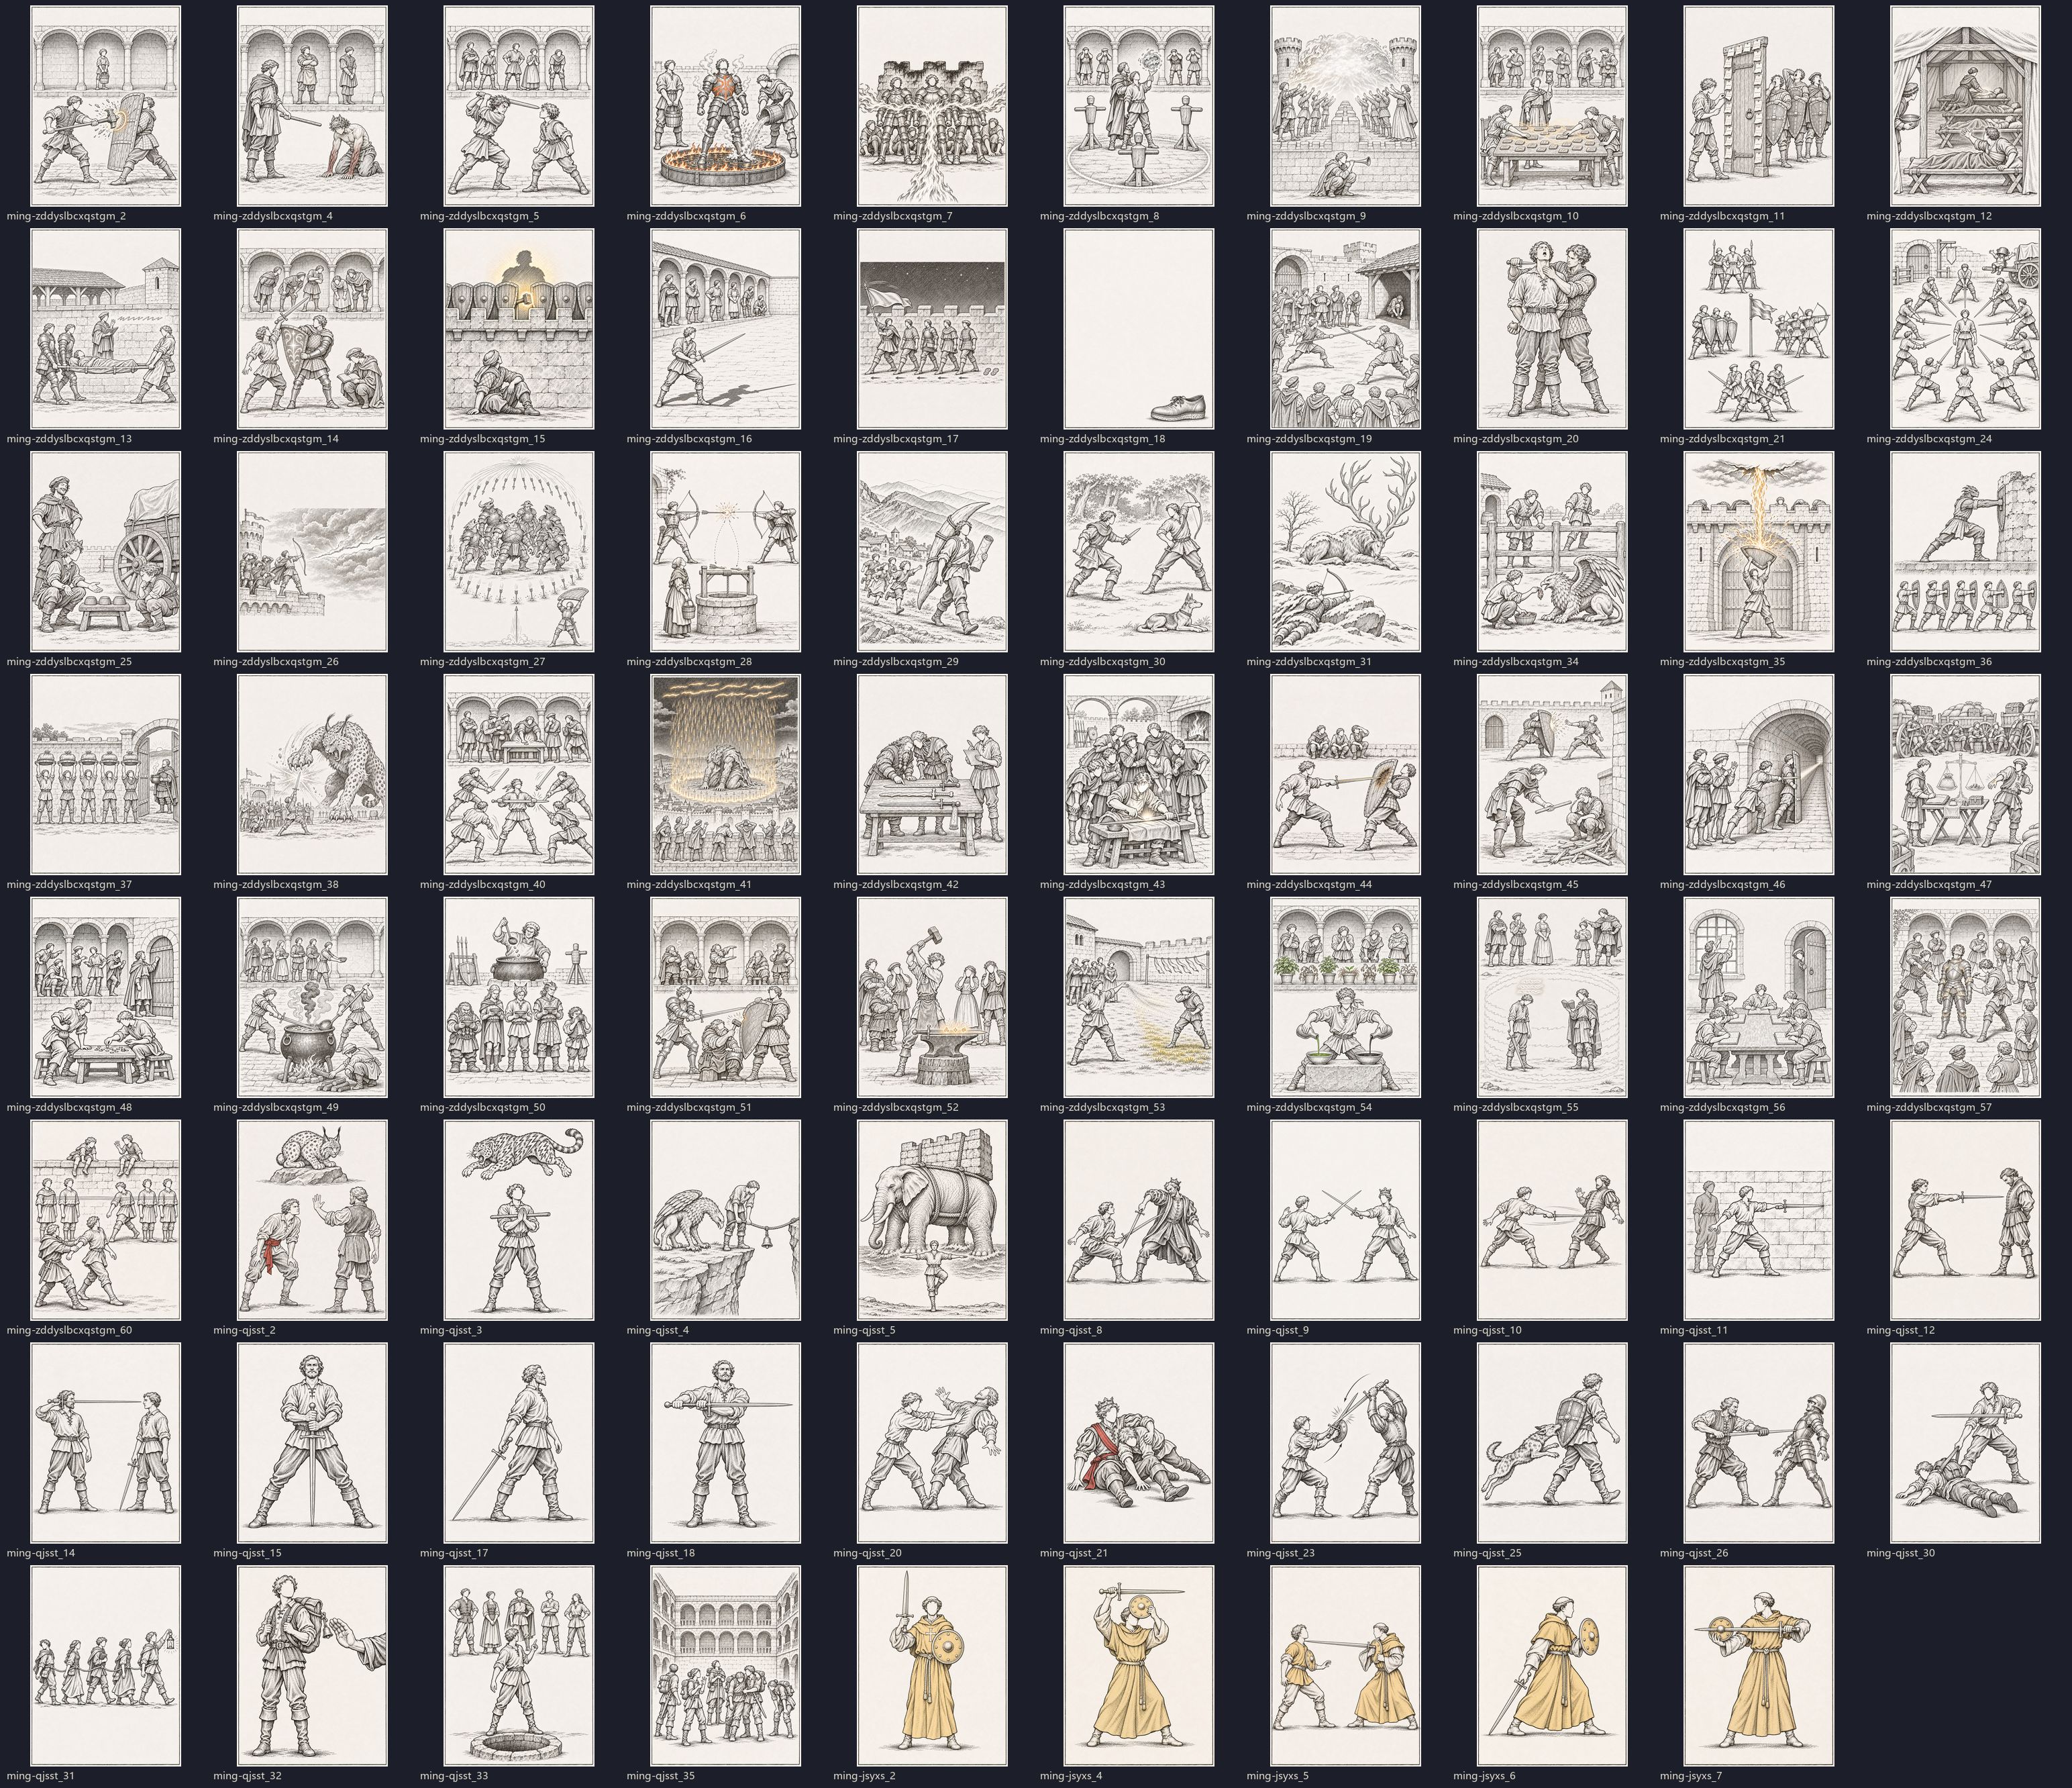 ming-zddyslbcxqstgm_2
ming-zddyslbcxqstgm_4
ming-zddyslbcxqstgm_5
ming-zddyslbcxqstgm_6
ming-zddyslbcxqstgm_7
ming-zddyslbcxqstgm_8
ming-zddyslbcxqstgm_9
ming-zddyslbcxqstgm_10
ming-zddyslbcxqstgm_11
ming-zddyslbcxqstgm_12
ming-zddyslbcxqstgm_13
ming-zddyslbcxqstgm_14
ming-zddyslbcxqstgm_15
ming-zddyslbcxqstgm_16
ming-zddyslbcxqstgm_17
ming-zddyslbcxqstgm_18
ming-zddyslbcxqstgm_19
ming-zddyslbcxqstgm_20
ming-zddyslbcxqstgm_21
ming-zddyslbcxqstgm_24
ming-zddyslbcxqstgm_25
ming-zddyslbcxqstgm_26
ming-zddyslbcxqstgm_27
ming-zddyslbcxqstgm_28
ming-zddyslbcxqstgm_29
ming-zddyslbcxqstgm_30
ming-zddyslbcxqstgm_31
ming-zddyslbcxqstgm_34
ming-zddyslbcxqstgm_35
ming-zddyslbcxqstgm_36
ming-zddyslbcxqstgm_37
ming-zddyslbcxqstgm_38
ming-zddyslbcxqstgm_40
ming-zddyslbcxqstgm_41
ming-zddyslbcxqstgm_42
ming-zddyslbcxqstgm_43
ming-zddyslbcxqstgm_44
ming-zddyslbcxqstgm_45
ming-zddyslbcxqstgm_46
ming-zddyslbcxqstgm_47
ming-zddyslbcxqstgm_48
ming-zddyslbcxqstgm_49
ming-zddyslbcxqstgm_50
ming-zddyslbcxqstgm_51
ming-zddyslbcxqstgm_52
ming-zddyslbcxqstgm_53
ming-zddyslbcxqstgm_54
ming-zddyslbcxqstgm_55
ming-zddyslbcxqstgm_56
ming-zddyslbcxqstgm_57
ming-zddyslbcxqstgm_60
ming-qjsst_2
ming-qjsst_3
ming-qjsst_4
ming-qjsst_5
ming-qjsst_8
ming-qjsst_9
ming-qjsst_10
ming-qjsst_11
ming-qjsst_12
ming-qjsst_14
ming-qjsst_15
ming-qjsst_17
ming-qjsst_18
ming-qjsst_20
ming-qjsst_21
ming-qjsst_23
ming-qjsst_25
ming-qjsst_26
ming-qjsst_30
ming-qjsst_31
ming-qjsst_32
ming-qjsst_33
ming-qjsst_35
ming-jsyxs_2
ming-jsyxs_4
ming-jsyxs_5
ming-jsyxs_6
ming-jsyxs_7